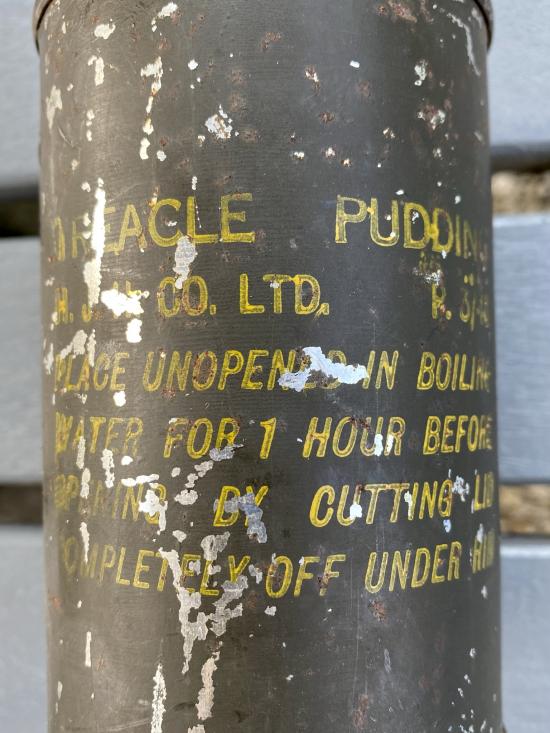 TREACLE PUDDING
H. CO. LTD. R.
PLACE UNOPENED IN BOILING
WATER FOR 1 HOUR BEFORE
OPENING BY CUTTING LID
COMPLETELY OFF UNDER RIM